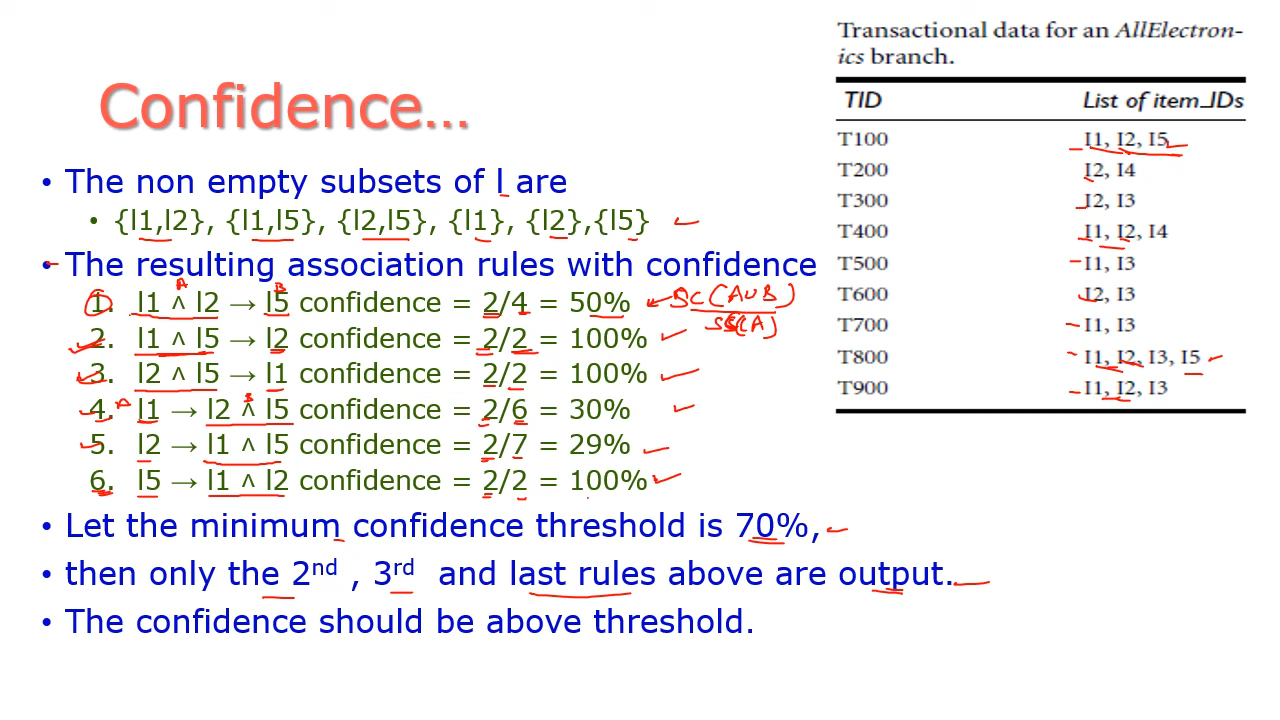 Transactional data for an AllElectron-
ics branch.
Confidence...
TID List of item_IDs
T100 I1, I2, I5
T200 I2, I4
T300 I2, I3
T400 I1, I2, I4
T500 I1, I3
T600 I2, I3
T700 I1, I3
T800 I1, I2, I3, I5
T900 I1, I2, I3
• The non empty subsets of l are
• {l1,l2}, {l1,l5}, {l2,l5}, {l1}, {l2},{l5}
• The resulting association rules with confidence
A B
1. l1 ʌ l2 → l5 confidence = 2/4 = 50% SC(A∪B)
SC(A)
2. l1 ʌ l5 → l2 confidence = 2/2 = 100%
3. l2 ʌ l5 → l1 confidence = 2/2 = 100%
A B
4. l1 → l2 ʌ l5 confidence = 2/6 = 30%
5. l2 → l1 ʌ l5 confidence = 2/7 = 29%
6. l5 → l1 ʌ l2 confidence = 2/2 = 100%
• Let the minimum confidence threshold is 70%,
• then only the 2nd , 3rd and last rules above are output.
• The confidence should be above threshold.